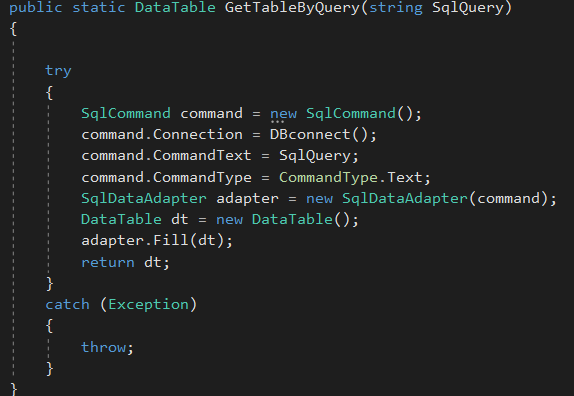 public static DataTable GetTableByQuery(string SqlQuery)
{
try
{
SqlCommand command = new SqlCommand();
command.Connection = DBconnect();
command.CommandText = SqlQuery;
command.CommandType = CommandType.Text;
SqlDataAdapter adapter = new SqlDataAdapter(command);
DataTable dt = new DataTable();
adapter.Fill(dt);
return dt;
}
catch (Exception)
{
throw;
}
}